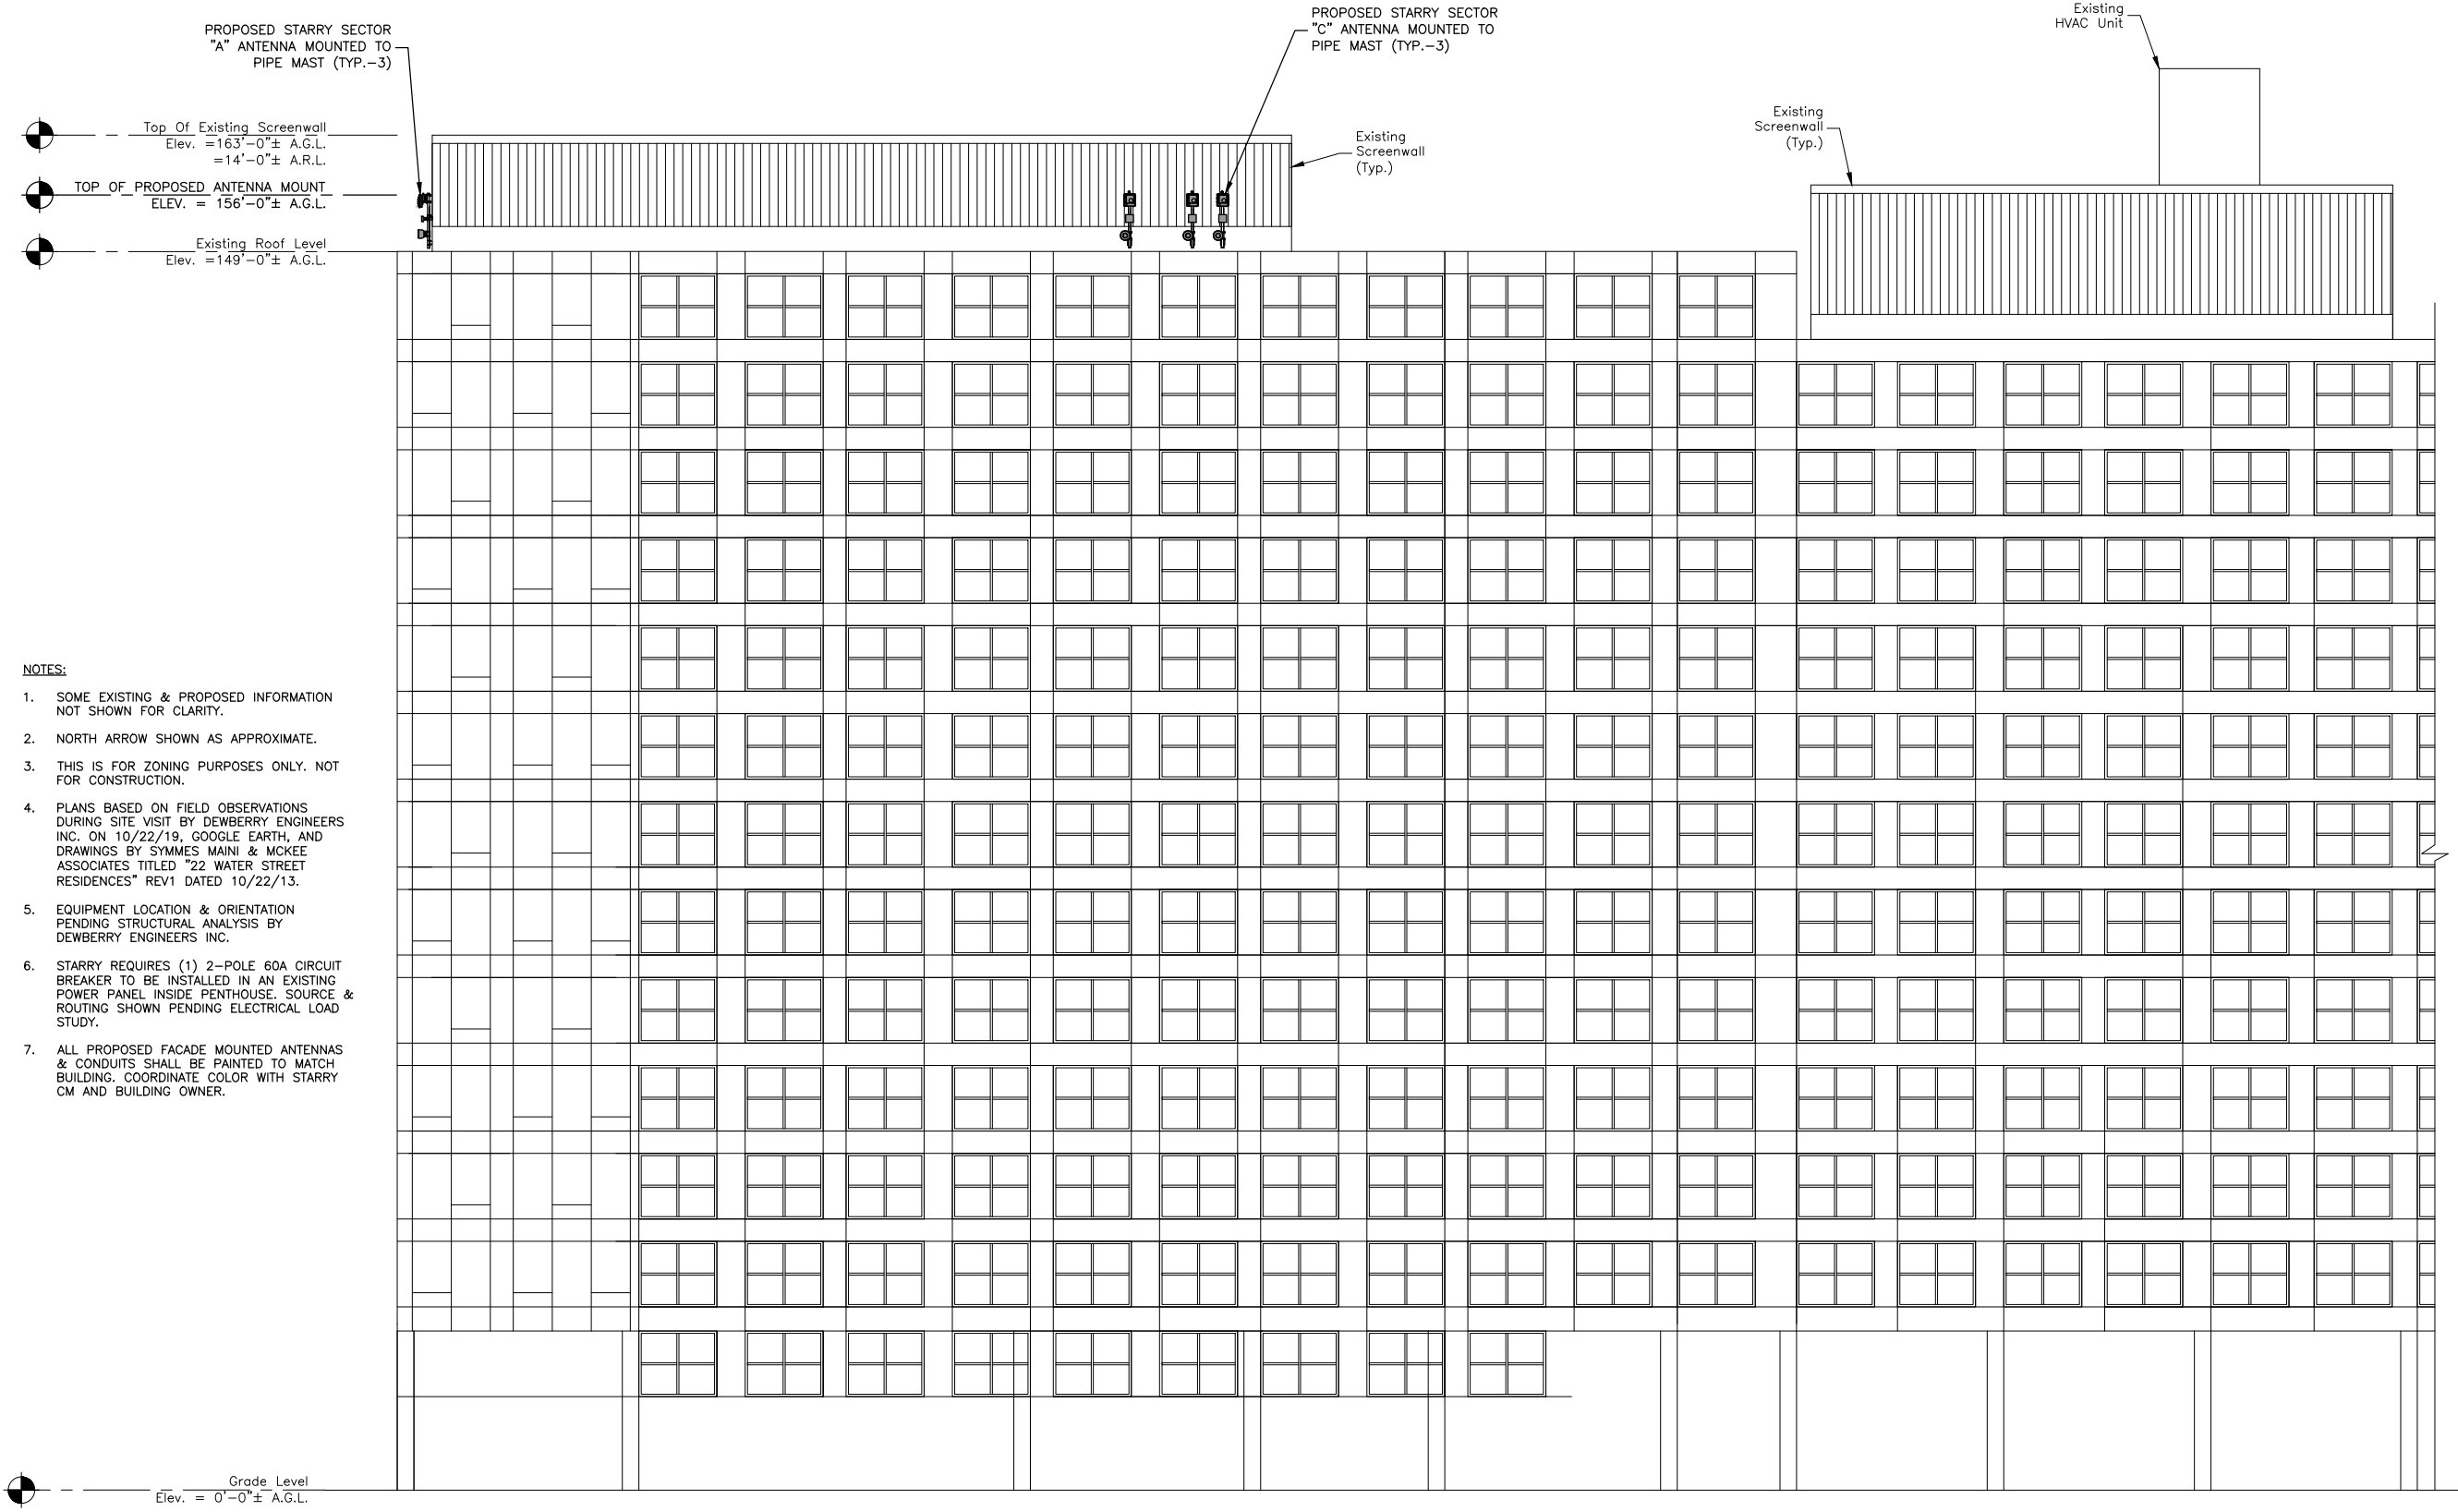 PROPOSED STARRY SECTOR
"A" ANTENNA MOUNTED TO
PIPE MAST (TYP.-3)
PROPOSED STARRY SECTOR
"C" ANTENNA MOUNTED TO
PIPE MAST (TYP.-3)
Existing
HVAC Unit
Existing
Screenwall
(Typ.)
Existing
Screenwall
(Typ.)
Top Of Existing Screenwall
Elev. =163'-0"± A.G.L.
=14'-0"± A.R.L.
TOP OF PROPOSED ANTENNA MOUNT
ELEV. = 156'-0"± A.G.L.
Existing Roof Level
Elev. =149'-0"± A.G.L.
NOTES:
1. SOME EXISTING & PROPOSED INFORMATION
NOT SHOWN FOR CLARITY.
2. NORTH ARROW SHOWN AS APPROXIMATE.
3. THIS IS FOR ZONING PURPOSES ONLY. NOT
FOR CONSTRUCTION.
4. PLANS BASED ON FIELD OBSERVATIONS
DURING SITE VISIT BY DEWBERRY ENGINEERS
INC. ON 10/22/19, GOOGLE EARTH, AND
DRAWINGS BY SYMMES MAINI & MCKEE
ASSOCIATES TITLED "22 WATER STREET
RESIDENCES" REV1 DATED 10/22/13.
5. EQUIPMENT LOCATION & ORIENTATION
PENDING STRUCTURAL ANALYSIS BY
DEWBERRY ENGINEERS INC.
6. STARRY REQUIRES (1) 2-POLE 60A CIRCUIT
BREAKER TO BE INSTALLED IN AN EXISTING
POWER PANEL INSIDE PENTHOUSE. SOURCE &
ROUTING SHOWN PENDING ELECTRICAL LOAD
STUDY.
7. ALL PROPOSED FACADE MOUNTED ANTENNAS
& CONDUITS SHALL BE PAINTED TO MATCH
BUILDING. COORDINATE COLOR WITH STARRY
CM AND BUILDING OWNER.
Grade Level
Elev. = 0'-0"± A.G.L.